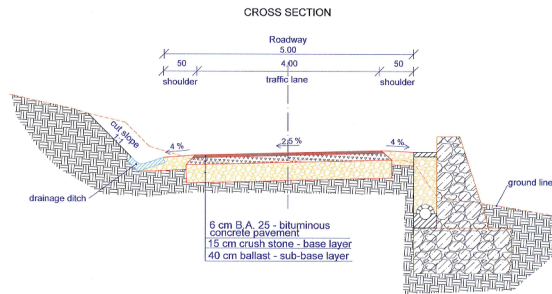 CROSS SECTION
Roadway
5.00
50 4.00 50
shoulder traffic lane shoulder
cut slope
1:1
4 % 2.5 % 4 %
drainage ditch
ground line
6 cm B.A. 25 - bituminous
concrete pavement
15 cm crush stone - base layer
40 cm ballast - sub-base layer